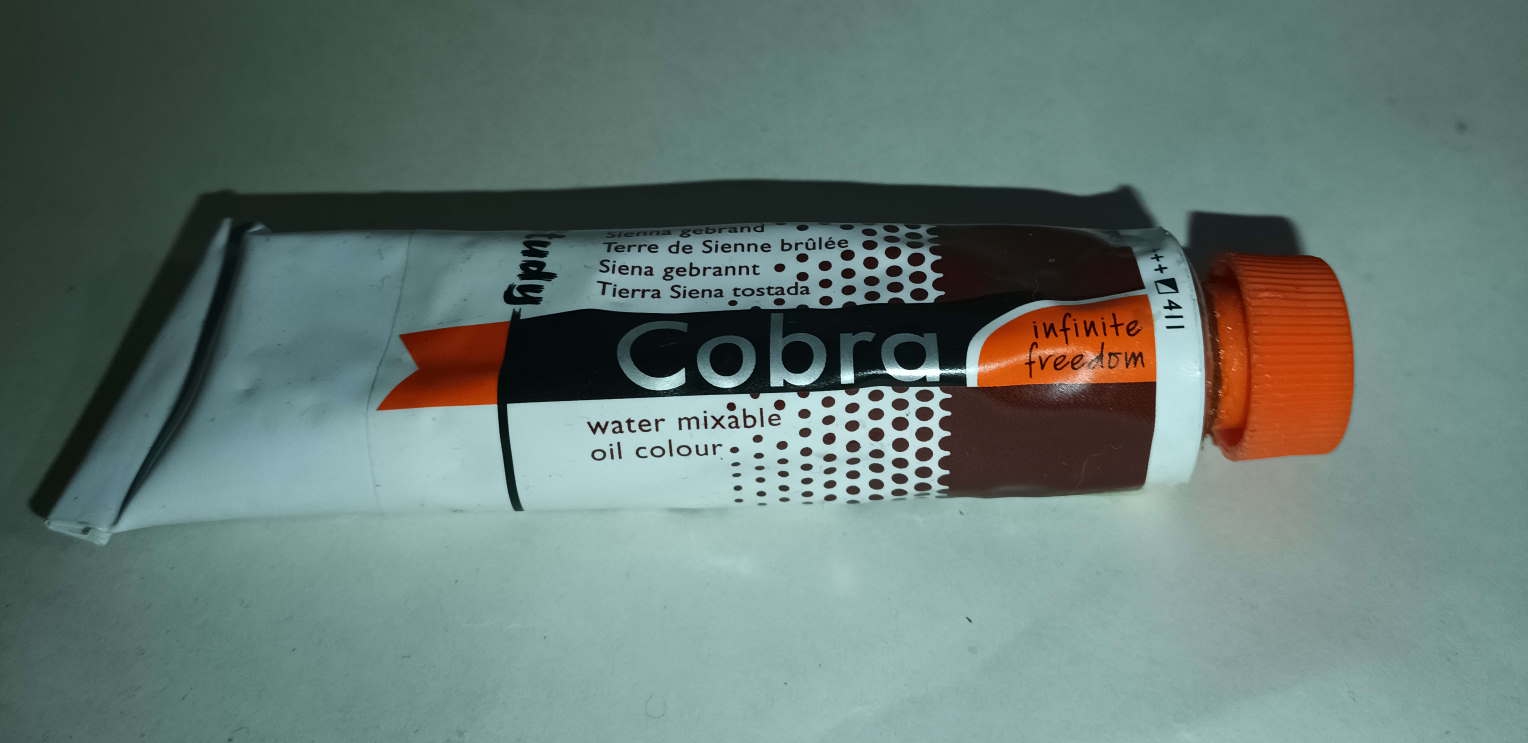 tudy
Sienna gebrand
Terre de Sienne brûlée
Siena gebrannt
Tierra Siena tostada
Cobra
infinite
freedom
water mixable
oil colour
+++ 411